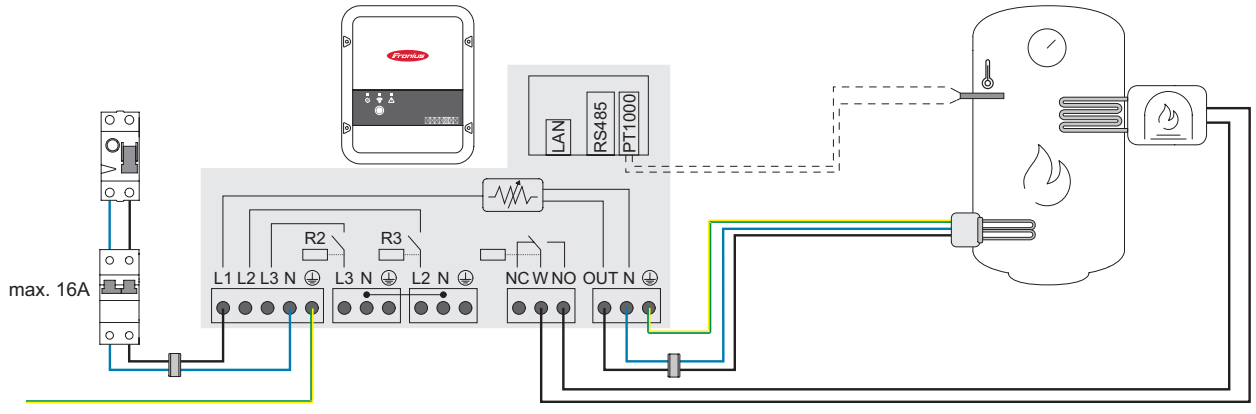 Fronius
LAN
RS485
PT1000
R2
R3
L1 L2 L3 N L3 N L2 N NC W NO OUT N
max. 16A